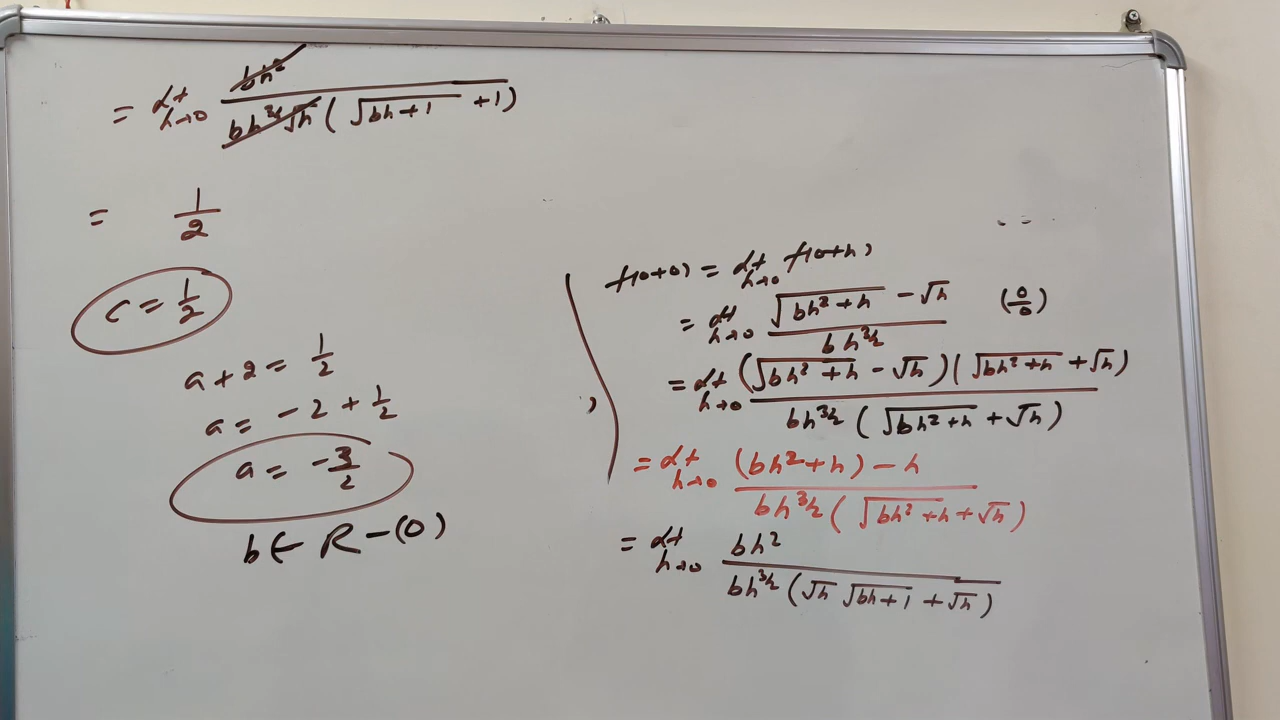 = Lt h→0 bh² / bh^3/2 √h (√bh+1 + 1)
= 1/2
c = 1/2
a + 2 = 1/2
a = -2 + 1/2
a = -3/2
b ∈ R - (0)
f(0+0) = Lt h→0 f(0+h)
= Lt h→0 √bh²+h - √h / bh^3/2 (0/0)
= Lt h→0 (√bh²+h - √h)(√bh²+h + √h) / bh^3/2 (√bh²+h + √h)
= Lt h→0 (bh²+h) - h / bh^3/2 (√bh²+h + √h)
= Lt h→0 bh² / bh^3/2 (√h √bh+1 + √h)